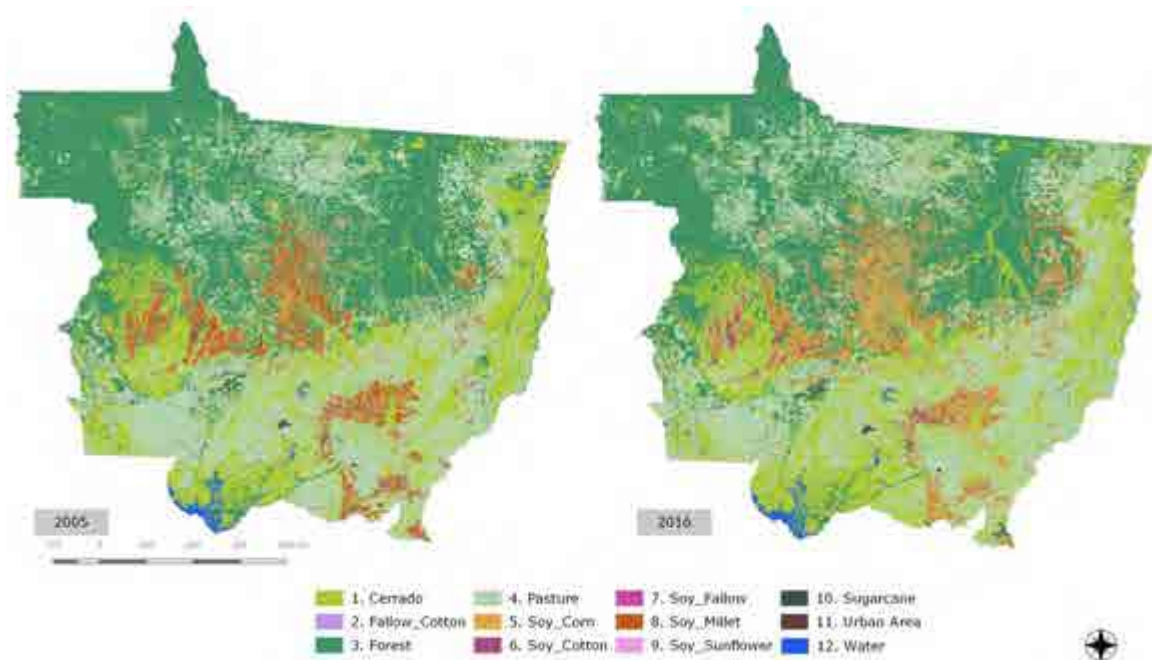 2005
2016
1. Cerrado
4. Pasture
7. Soy_Fallow
10. Sugarcane
2. Fallow_Cotton
5. Soy_Corn
8. Soy_Millet
11. Urban Area
3. Forest
6. Soy_Cotton
9. Soy_Sunflower
12. Water